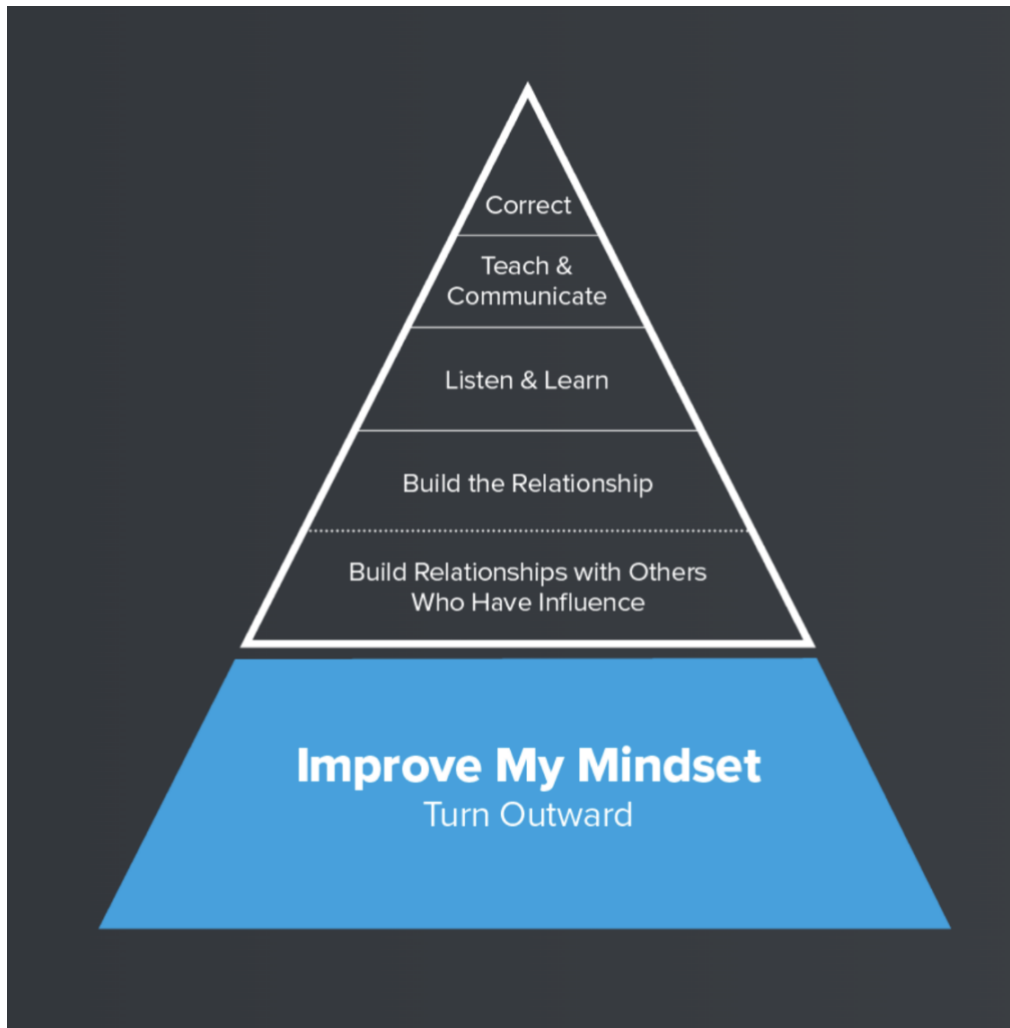 Correct
Teach &
Communicate
Listen & Learn
Build the Relationship
Build Relationships with Others
Who Have Influence
Improve My Mindset
Turn Outward